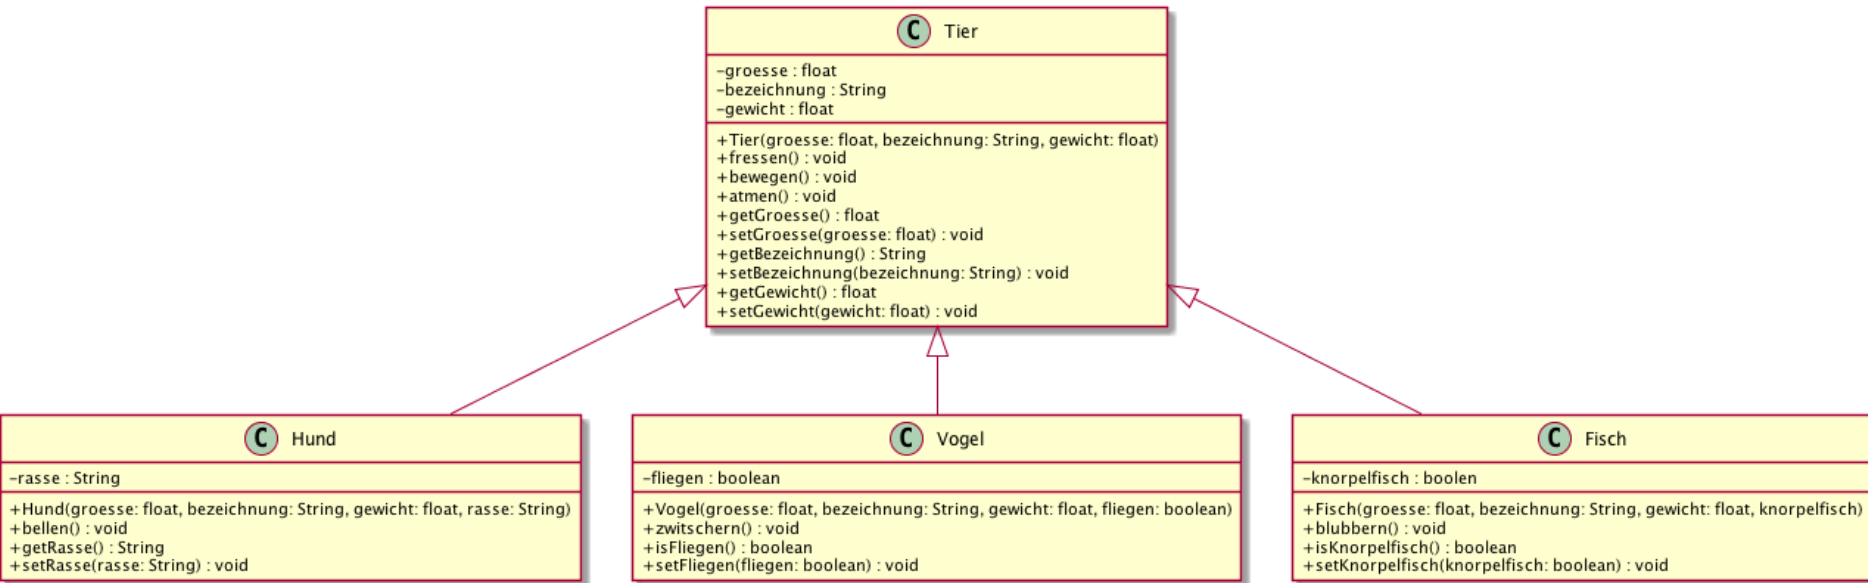 C Tier
-groesse : float
-bezeichnung : String
-gewicht : float
+Tier(groesse: float, bezeichnung: String, gewicht: float)
+fressen() : void
+bewegen() : void
+atmen() : void
+getGroesse() : float
+setGroesse(groesse: float) : void
+getBezeichnung() : String
+setBezeichnung(bezeichnung: String) : void
+getGewicht() : float
+setGewicht(gewicht: float) : void
C Hund
-rasse : String
+Hund(groesse: float, bezeichnung: String, gewicht: float, rasse: String)
+bellen() : void
+getRasse() : String
+setRasse(rasse: String) : void
C Vogel
-fliegen : boolean
+Vogel(groesse: float, bezeichnung: String, gewicht: float, fliegen: boolean)
+zwitschern() : void
+isFliegen() : boolean
+setFliegen(fliegen: boolean) : void
C Fisch
-knorpelfisch : boolen
+Fisch(groesse: float, bezeichnung: String, gewicht: float, knorpelfisch)
+blubbern() : void
+isKnorpelfisch() : boolean
+setKnorpelfisch(knorpelfisch: boolean) : void